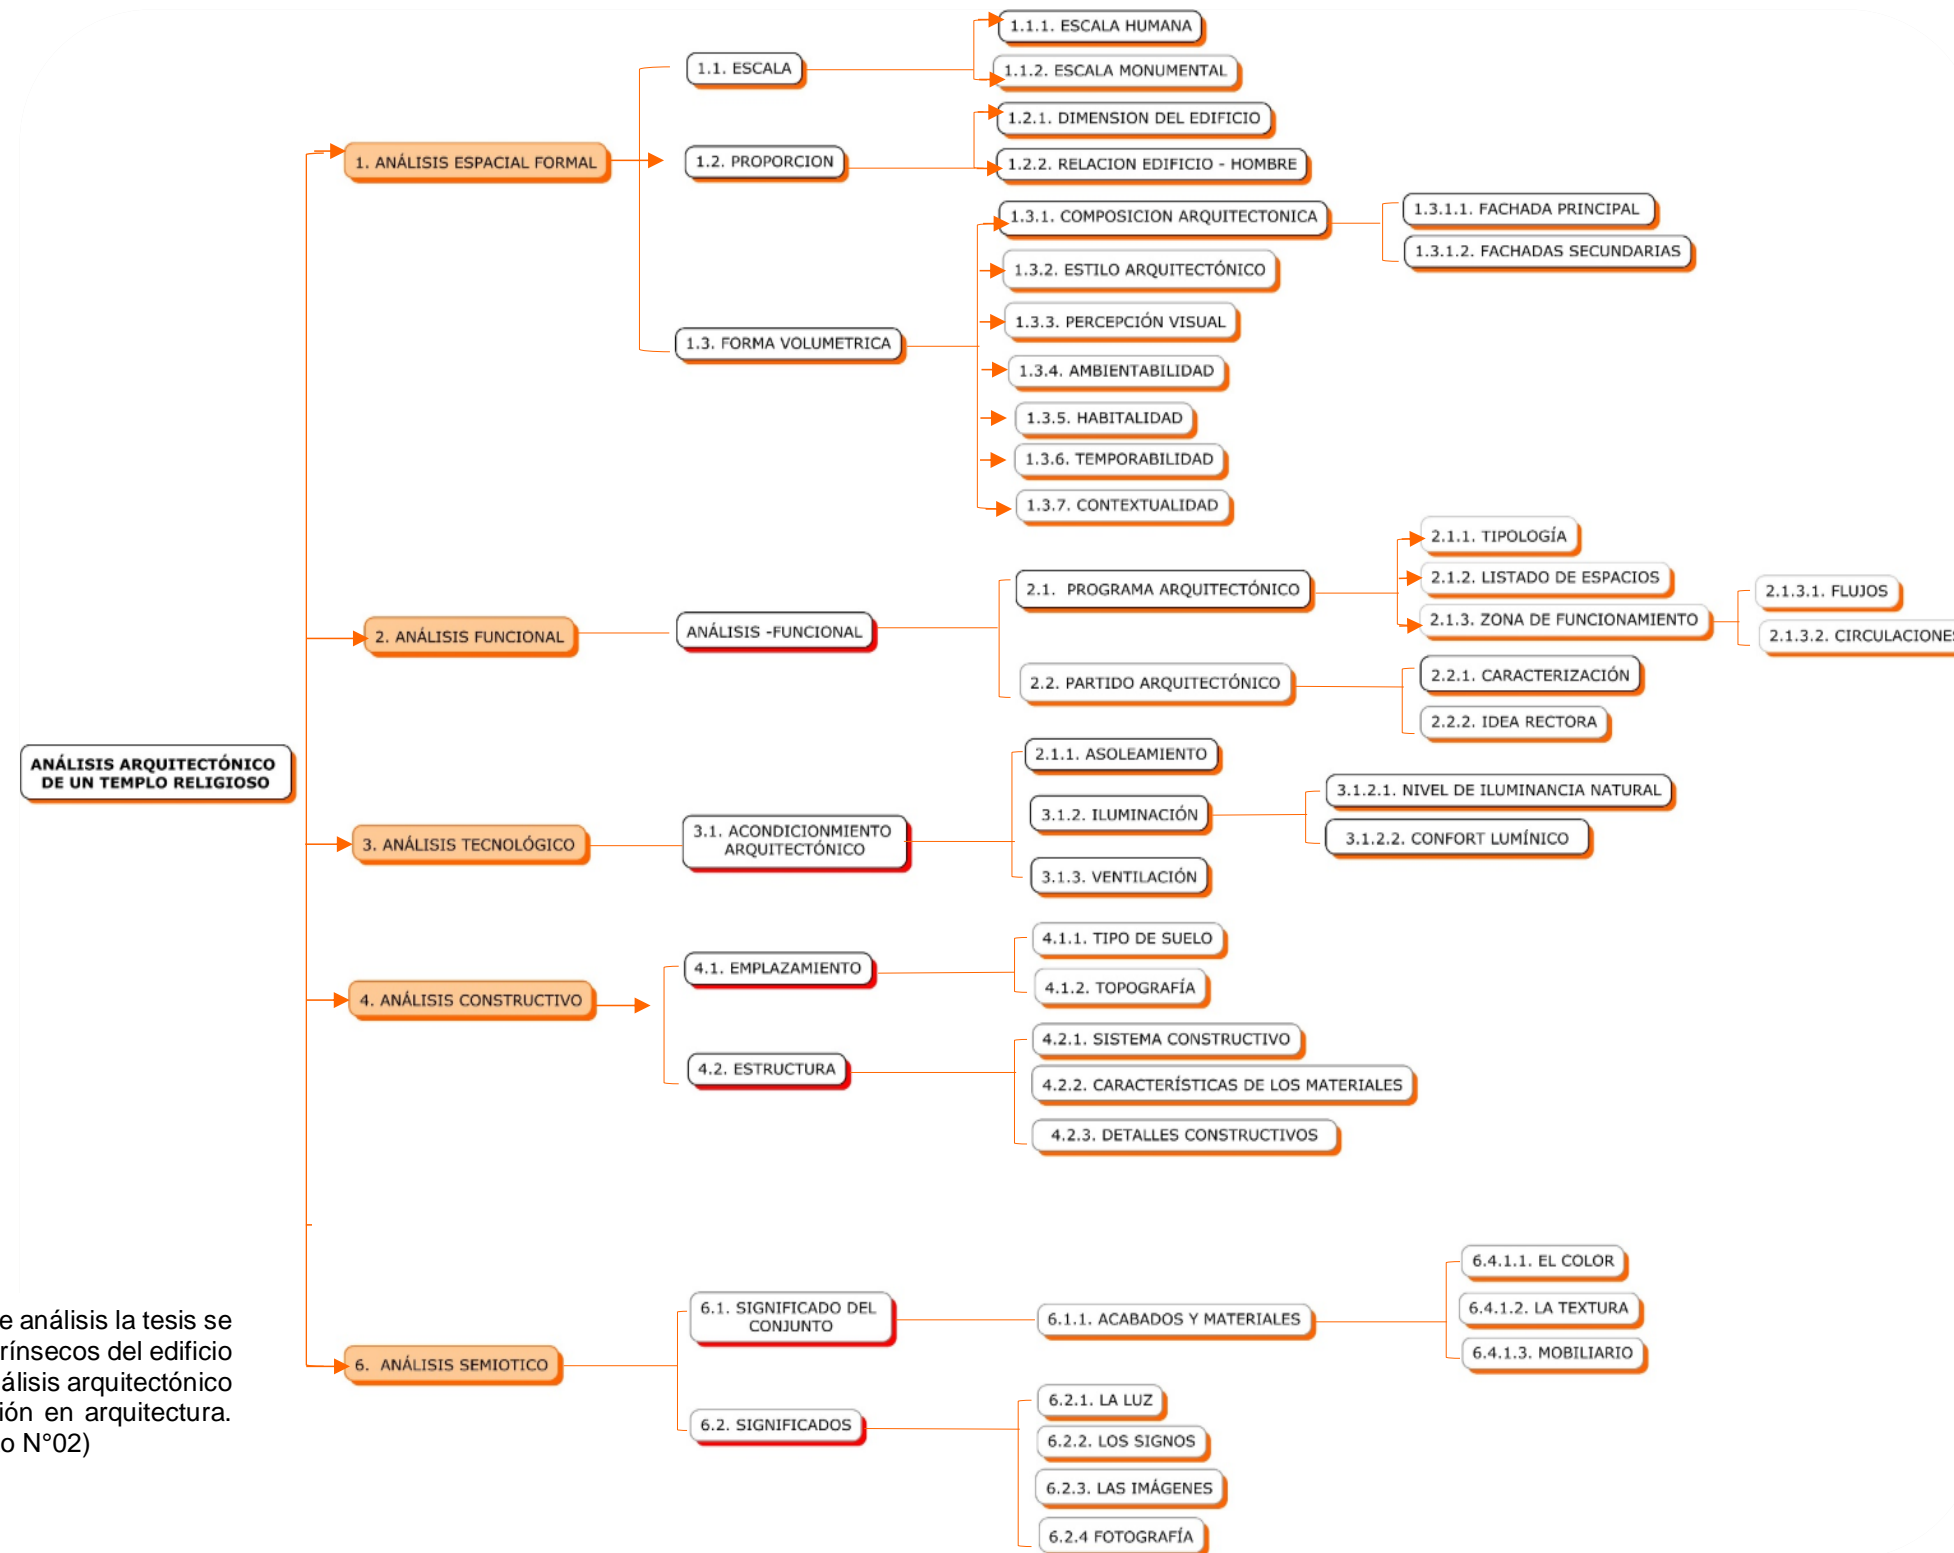 ANÁLISIS ARQUITECTÓNICO
DE UN TEMPLO RELIGIOSO
1. ANÁLISIS ESPACIAL FORMAL
1.1. ESCALA
1.1.1. ESCALA HUMANA
1.1.2. ESCALA MONUMENTAL
1.2. PROPORCION
1.2.1. DIMENSION DEL EDIFICIO
1.2.2. RELACION EDIFICIO - HOMBRE
1.3. FORMA VOLUMETRICA
1.3.1. COMPOSICION ARQUITECTONICA
1.3.1.1. FACHADA PRINCIPAL
1.3.1.2. FACHADAS SECUNDARIAS
1.3.2. ESTILO ARQUITECTÓNICO
1.3.3. PERCEPCIÓN VISUAL
1.3.4. AMBIENTABILIDAD
1.3.5. HABITALIDAD
1.3.6. TEMPORABILIDAD
1.3.7. CONTEXTUALIDAD
2. ANÁLISIS FUNCIONAL
ANÁLISIS -FUNCIONAL
2.1. PROGRAMA ARQUITECTÓNICO
2.1.1. TIPOLOGÍA
2.1.2. LISTADO DE ESPACIOS
2.1.3. ZONA DE FUNCIONAMIENTO
2.1.3.1. FLUJOS
2.1.3.2. CIRCULACIONES
2.2. PARTIDO ARQUITECTÓNICO
2.2.1. CARACTERIZACIÓN
2.2.2. IDEA RECTORA
3. ANÁLISIS TECNOLÓGICO
3.1. ACONDICIONMIENTO
ARQUITECTÓNICO
2.1.1. ASOLEAMIENTO
3.1.2. ILUMINACIÓN
3.1.2.1. NIVEL DE ILUMINANCIA NATURAL
3.1.2.2. CONFORT LUMÍNICO
3.1.3. VENTILACIÓN
4. ANÁLISIS CONSTRUCTIVO
4.1. EMPLAZAMIENTO
4.1.1. TIPO DE SUELO
4.1.2. TOPOGRAFÍA
4.2. ESTRUCTURA
4.2.1. SISTEMA CONSTRUCTIVO
4.2.2. CARACTERÍSTICAS DE LOS MATERIALES
4.2.3. DETALLES CONSTRUCTIVOS
6. ANÁLISIS SEMIOTICO
6.1. SIGNIFICADO DEL
CONJUNTO
6.1.1. ACABADOS Y MATERIALES
6.4.1.1. EL COLOR
6.4.1.2. LA TEXTURA
6.4.1.3. MOBILIARIO
6.2. SIGNIFICADOS
6.2.1. LA LUZ
6.2.2. LOS SIGNOS
6.2.3. LAS IMÁGENES
6.2.4 FOTOGRAFÍA
e análisis la tesis se
rínsecos del edificio
álisis arquitectónico
ión en arquitectura.
o N°02)